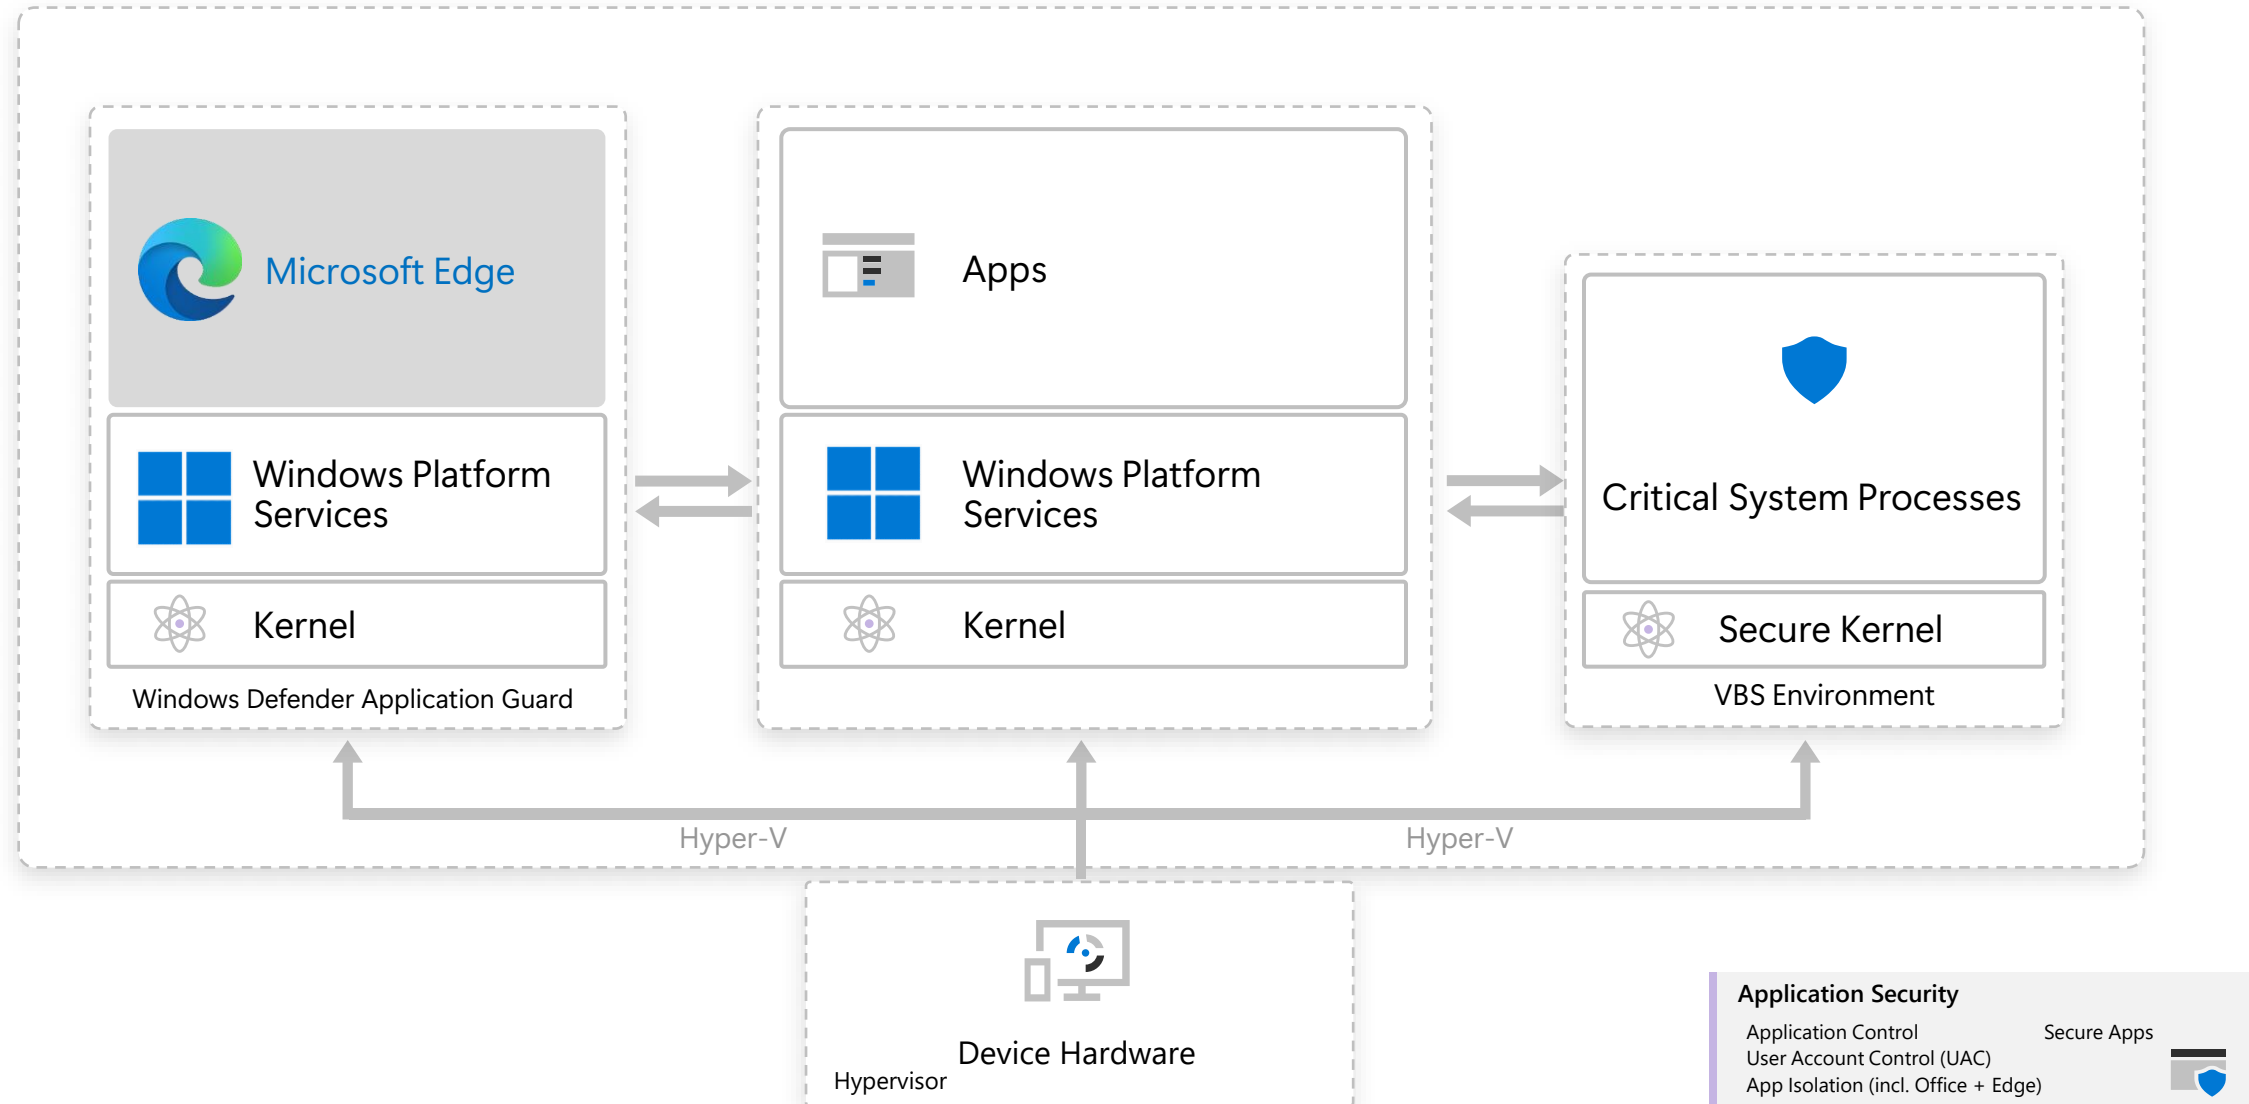 Microsoft Edge
Windows Platform
Services
Kernel
Windows Defender Application Guard
Apps
Windows Platform
Services
Kernel
Critical System Processes
Secure Kernel
VBS Environment
Hyper-V
Hyper-V
Device Hardware
Hypervisor
Application Security
Application Control
User Account Control (UAC)
App Isolation (incl. Office + Edge)
Secure Apps